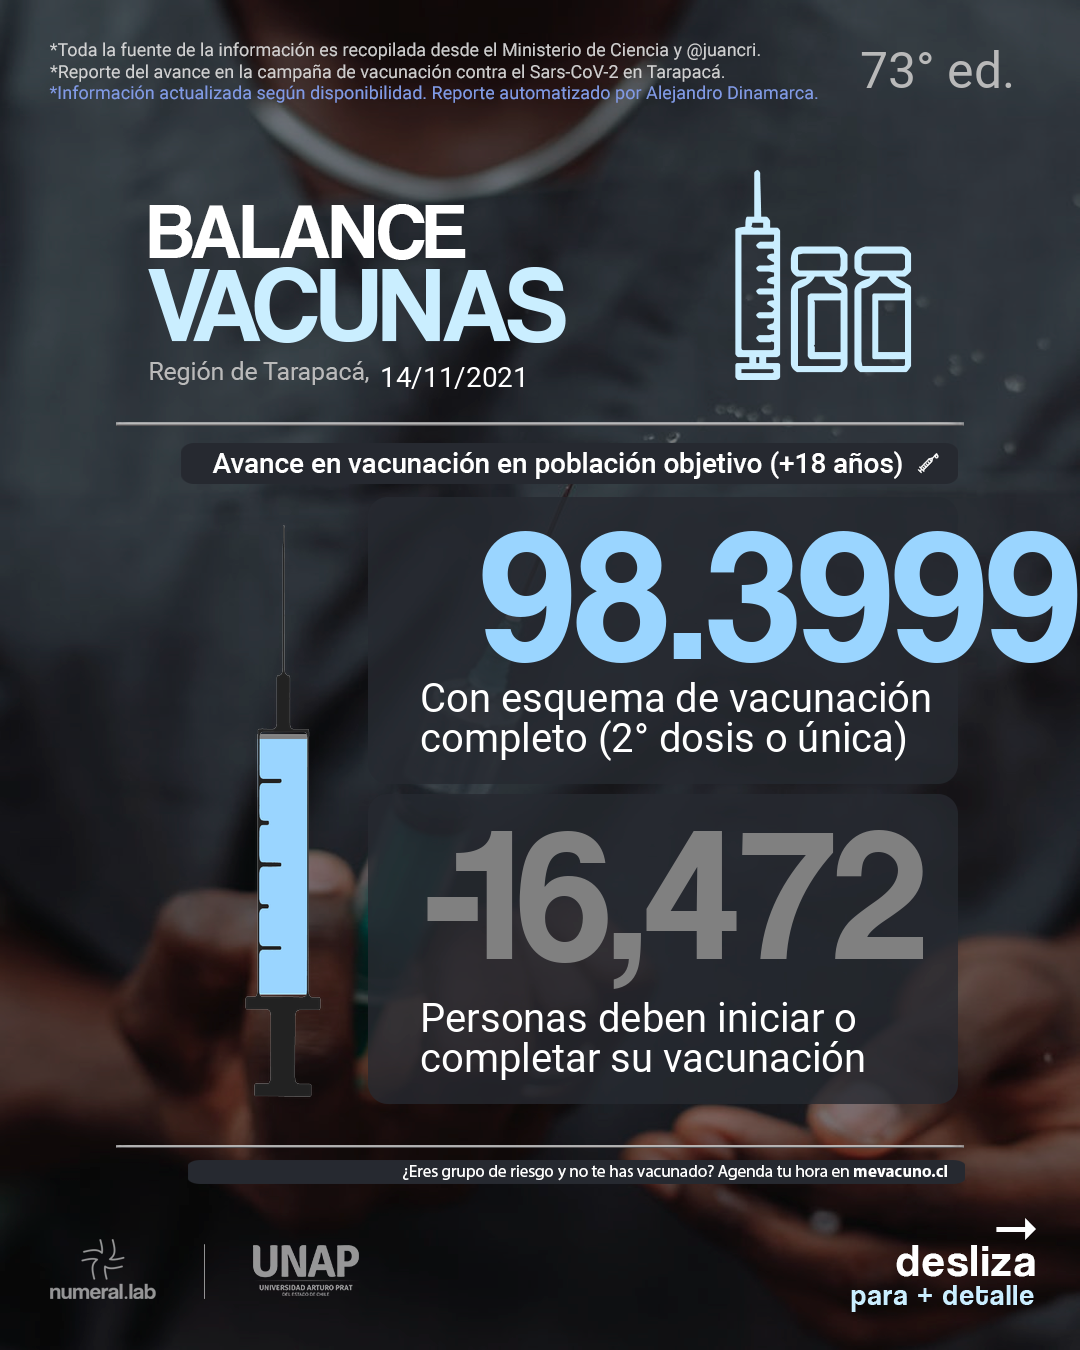 *Toda la fuente de la información es recopilada desde el Ministerio de Ciencia y @juancri.
*Reporte del avance en la campaña de vacunación contra el Sars-CoV-2 en Tarapacá.
*Información actualizada según disponibilidad. Reporte automatizado por Alejandro Dinamarca.
73° ed.
BALANCE
VACUNAS
Región de Tarapacá, 14/11/2021
Avance en vacunación en población objetivo (+18 años)
98.3999
Con esquema de vacunación
completo (2° dosis o única)
-16,472
Personas deben iniciar o
completar su vacunación
¿Eres grupo de riesgo y no te has vacunado? Agenda tu hora en mevacuno.cl
numeral.lab
UNAP
UNIVERSIDAD ARTURO PRAT
DEL ESTADO DE CHILE
desliza
para + detalle